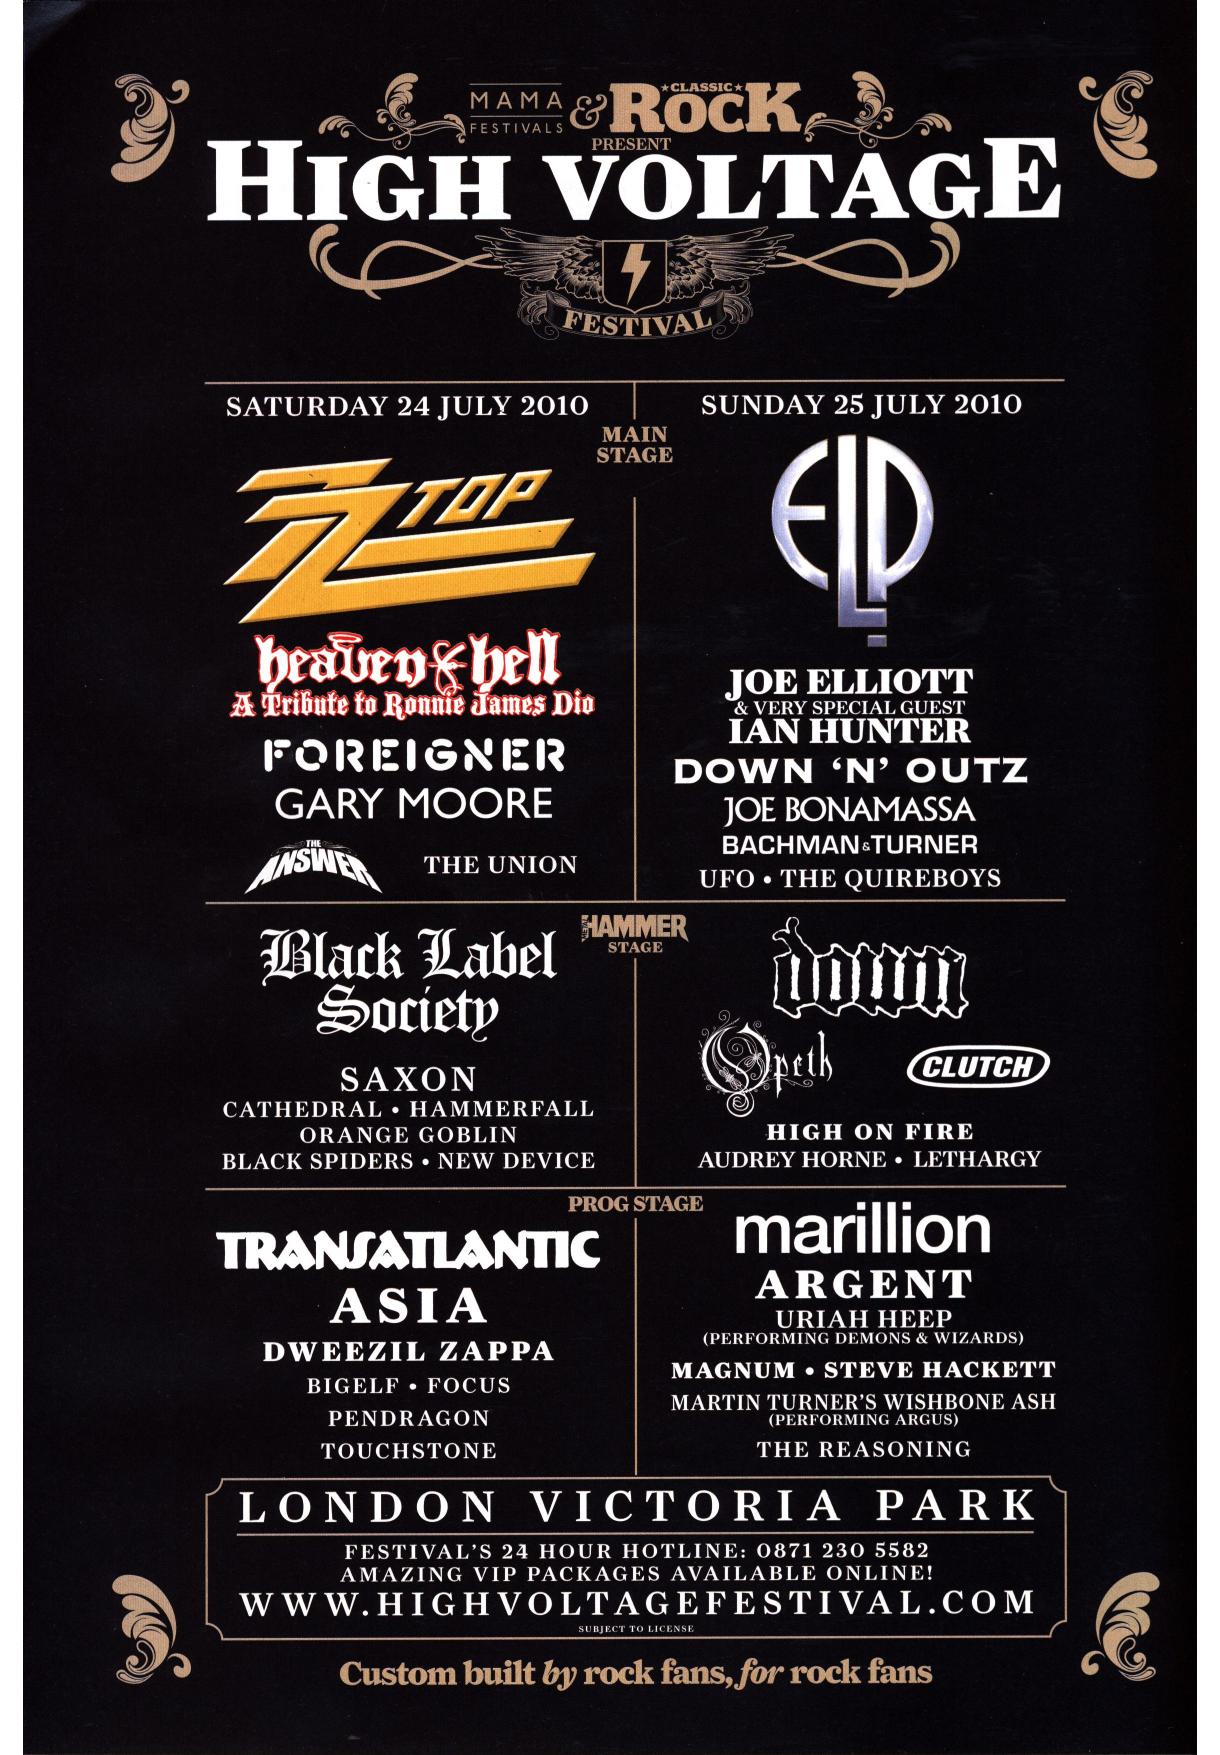 MAMA FESTIVALS & ★CLASSIC★ ROCK
PRESENT
HIGH VOLTAGE
FESTIVAL
SATURDAY 24 JULY 2010
MAIN STAGE
ZZ TOP
heaven & hell
A Tribute to Ronnie James Dio
FOREIGNER
GARY MOORE
THE ANSWER
THE UNION
SUNDAY 25 JULY 2010
ELP
JOE ELLIOTT
& VERY SPECIAL GUEST
IAN HUNTER
DOWN ‘N’ OUTZ
JOE BONAMASSA
BACHMAN & TURNER
UFO • THE QUIREBOYS
METAL HAMMER
STAGE
Black Label
Society
SAXON
CATHEDRAL • HAMMERFALL
ORANGE GOBLIN
BLACK SPIDERS • NEW DEVICE
down
Opeth
CLUTCH
HIGH ON FIRE
AUDREY HORNE • LETHARGY
PROG STAGE
TRANSATLANTIC
ASIA
DWEEZIL ZAPPA
BIGELF • FOCUS
PENDRAGON
TOUCHSTONE
marillion
ARGENT
URIAH HEEP
(PERFORMING DEMONS & WIZARDS)
MAGNUM • STEVE HACKETT
MARTIN TURNER'S WISHBONE ASH
(PERFORMING ARGUS)
THE REASONING
LONDON VICTORIA PARK
FESTIVAL'S 24 HOUR HOTLINE: 0871 230 5582
AMAZING VIP PACKAGES AVAILABLE ONLINE!
WWW.HIGHVOLTAGEFESTIVAL.COM
SUBJECT TO LICENSE
Custom built by rock fans, for rock fans